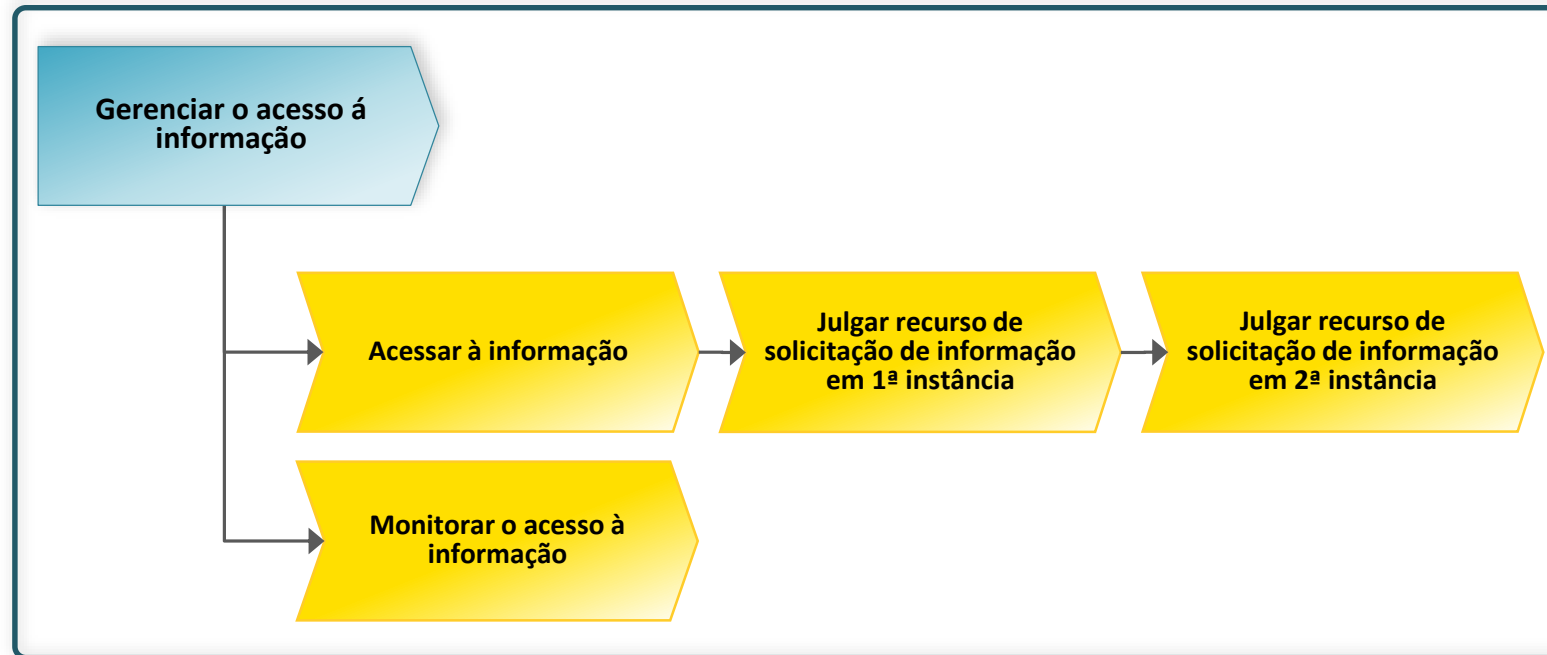 Gerenciar o acesso á
informação
Acessar à informação
Julgar recurso de
solicitação de informação
em 1ª instância
Julgar recurso de
solicitação de informação
em 2ª instância
Monitorar o acesso à
informação